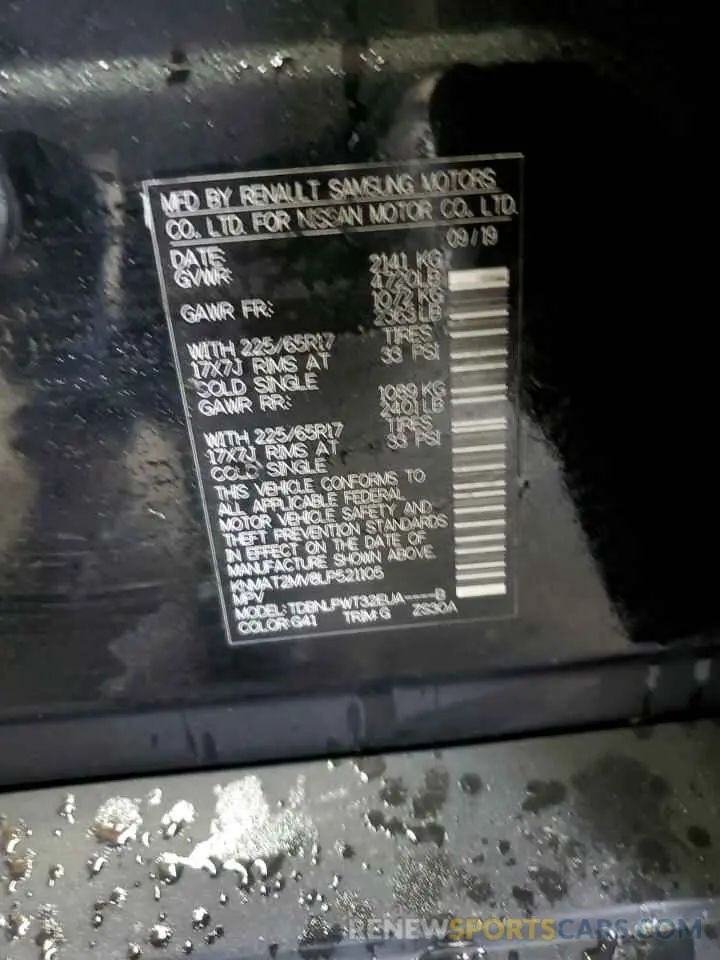 MFD BY RENAULT SAMSUNG MOTORS
CO. LTD. FOR NISSAN MOTOR CO., LTD.
DATE: 09/19
GVWR: 2141 KG
4720LB
GAWR FR: 1072 KG
2363LB
WITH 225/65R17 TIRES
17X7J RIMS AT 33 PSI
COLD SINGLE
GAWR RR: 1089 KG
2401LB
WITH 225/65R17 TIRES
17X7J RIMS AT 33 PSI
COLD SINGLE
THIS VEHICLE CONFORMS TO
ALL APPLICABLE FEDERAL
MOTOR VEHICLE SAFETY AND
THEFT PREVENTION STANDARDS
IN EFFECT ON THE DATE OF
MANUFACTURE SHOWN ABOVE.
KNMAT2MV8LP521105
MPV
MODEL: TDBNLPWT32EUA----B
COLOR:G41 TRIM:G ZS30A
RENEWSPORTSCARS.COM